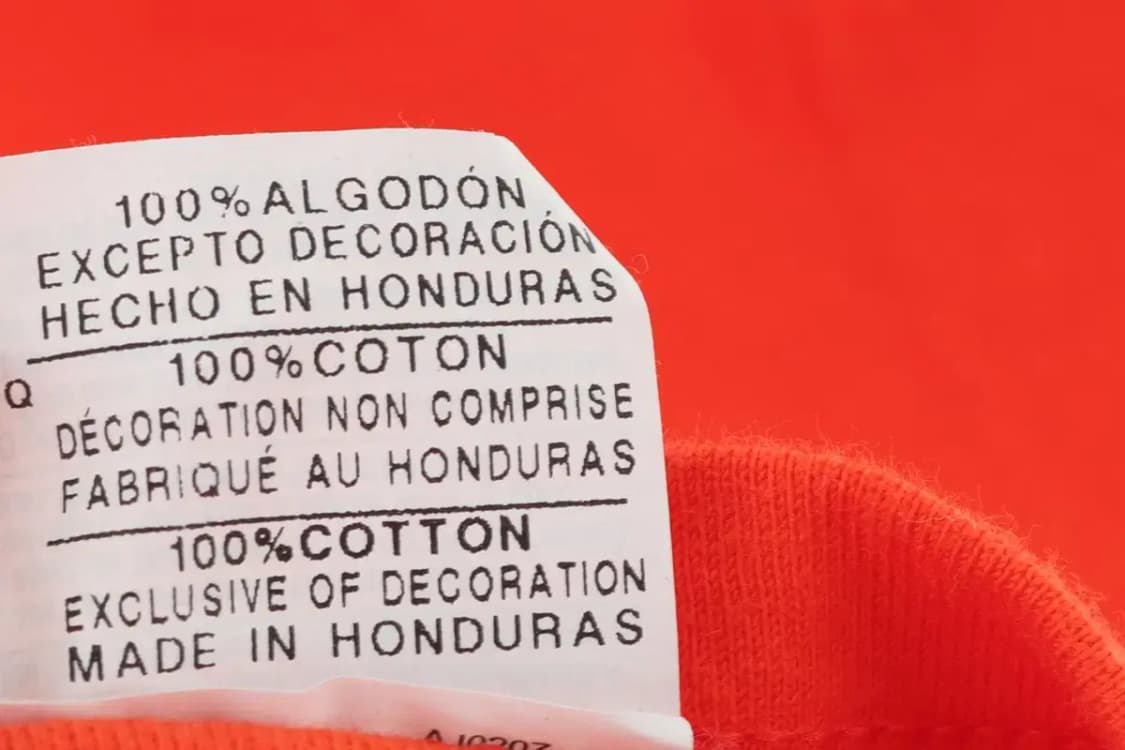 100% ALGODÓN
EXCEPTO DECORACIÓN
HECHO EN HONDURAS
100% COTON
Q
DÉCORATION NON COMPRISE
FABRIQUÉ AU HONDURAS
100% COTTON
EXCLUSIVE OF DECORATION
MADE IN HONDURAS